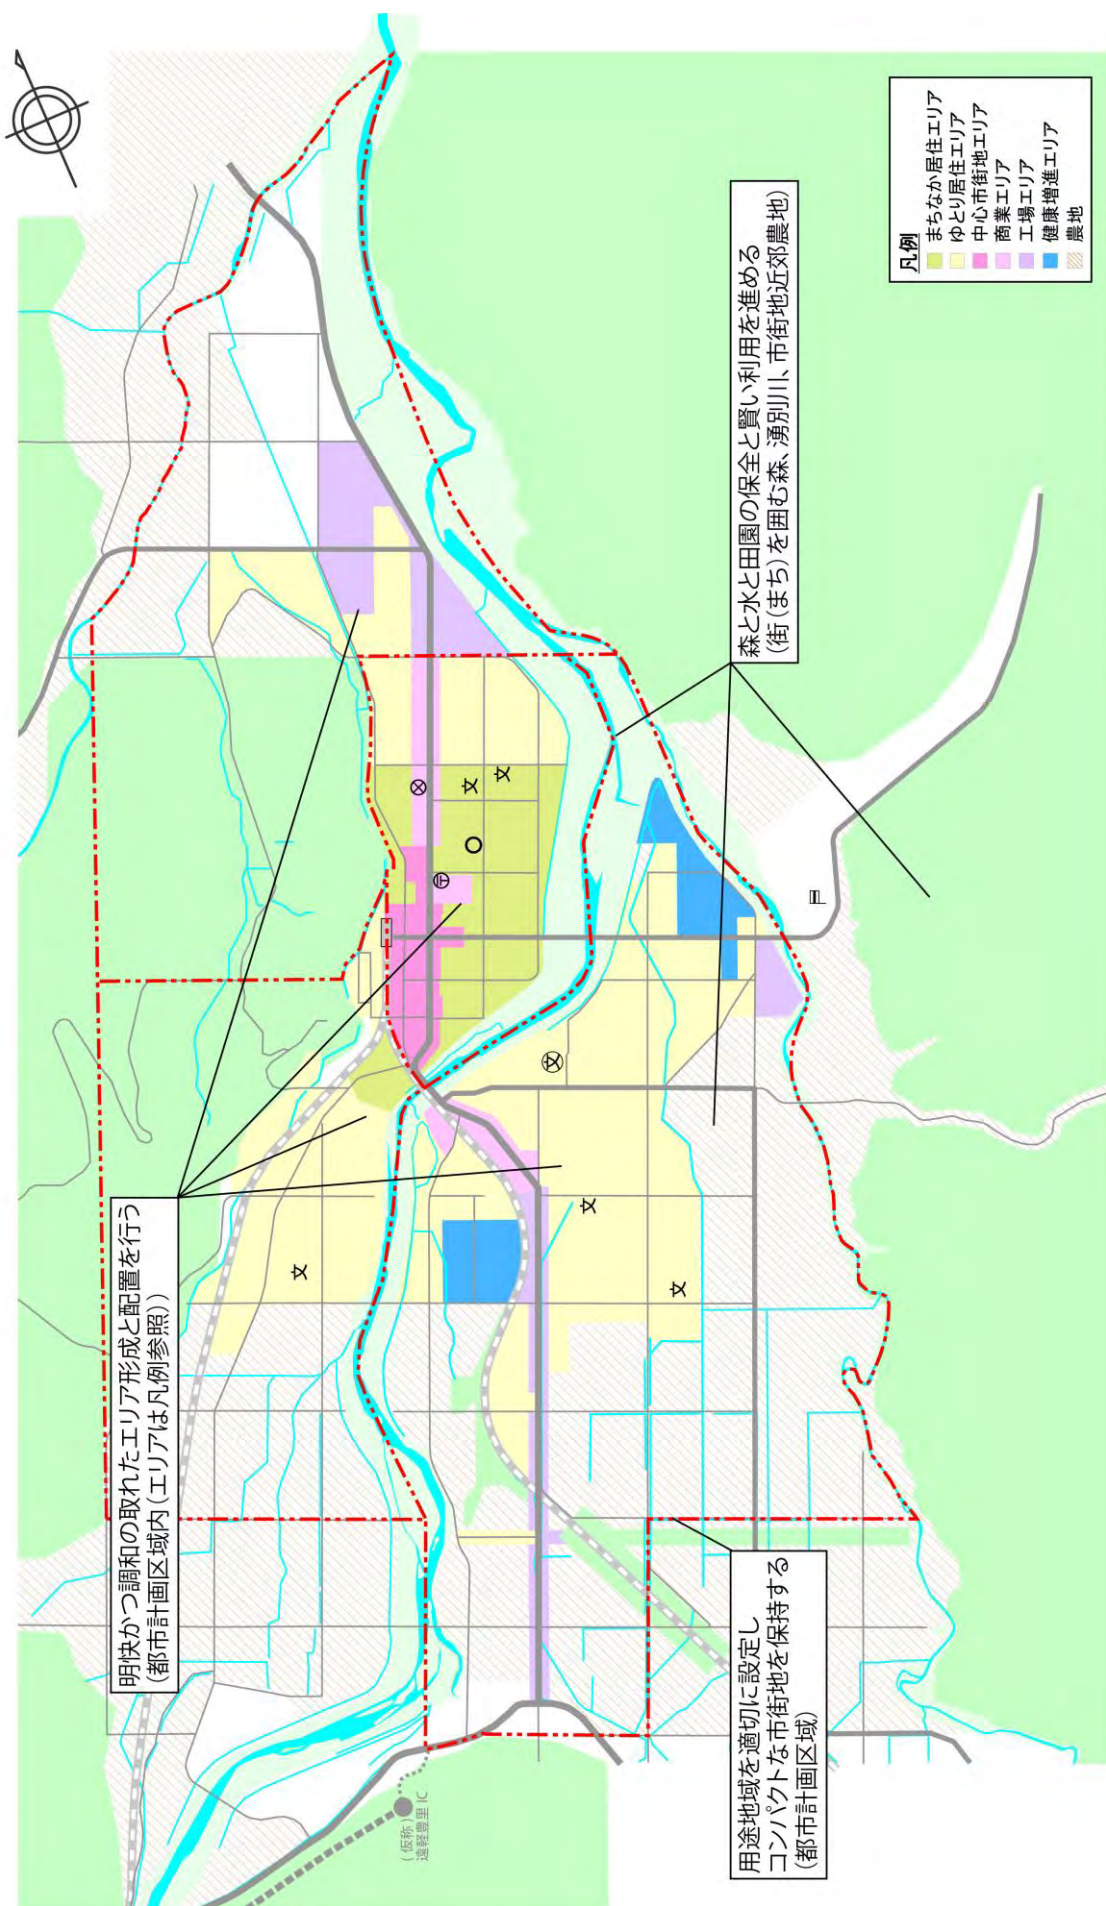 凡例
まちなか居住エリア
ゆとり居住エリア
中心市街地エリア
商業エリア
工場エリア
健康増進エリア
農地
森と水と田園の保全と賢い利用を進める
(街(まち)を囲む森、湧別川、市街地近郊農地)
明快かつ調和の取れたエリア形成と配置を行う
(都市計画区域内(エリアは凡例参照))
用途地域を適切に設定し
コンパクトな市街地を保持する
(都市計画区域)
(仮称)
遠軽豊里IC
文
文
文
文
文
文